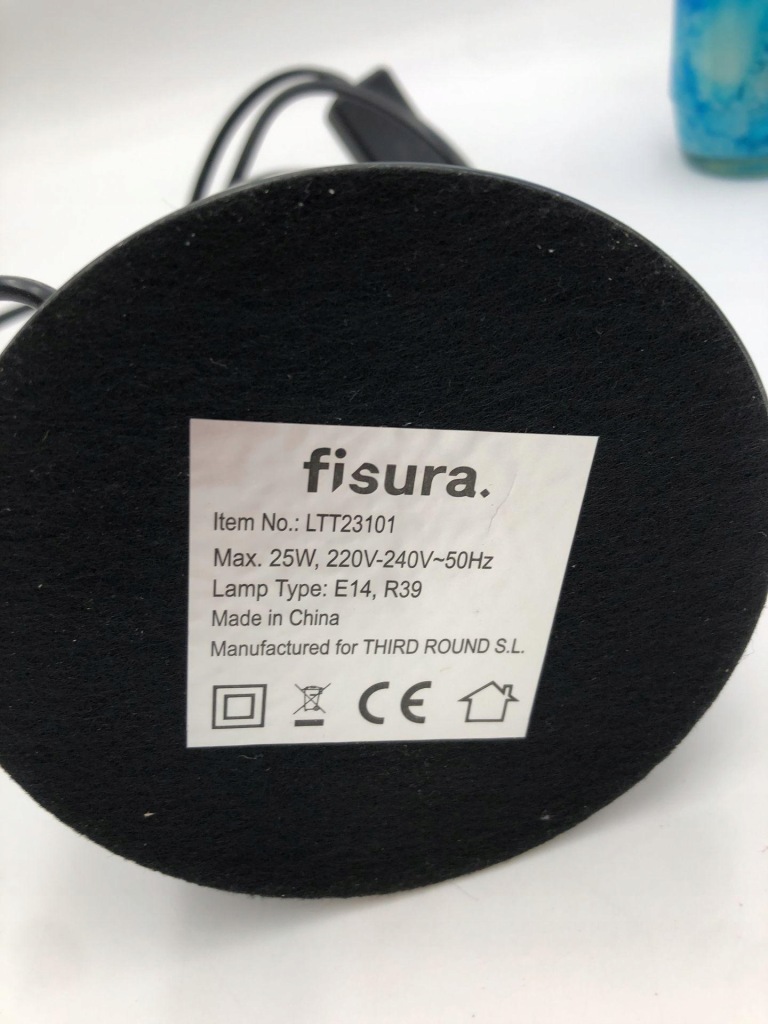 fisura.
Item No.: LTT23101
Max. 25W, 220V-240V~50Hz
Lamp Type: E14, R39
Made in China
Manufactured for THIRD ROUND S.L.
CE